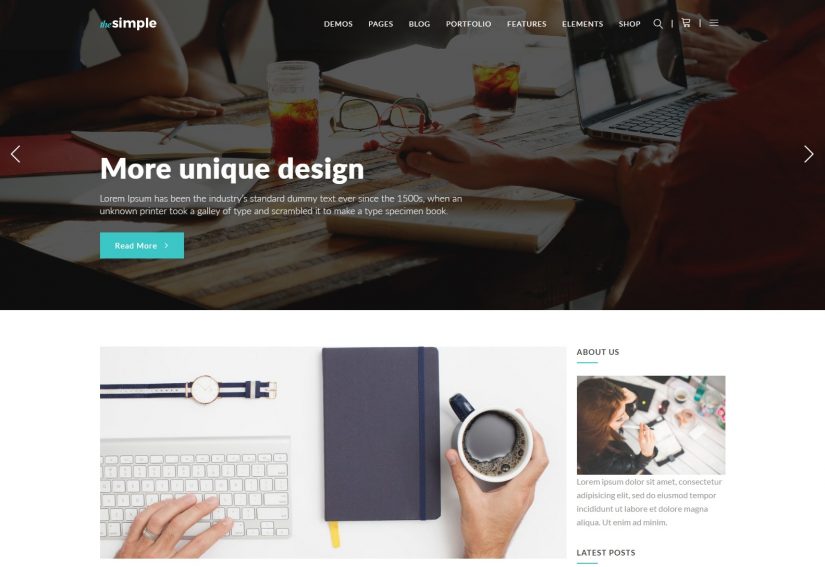 thesimple
DEMOS PAGES BLOG PORTFOLIO FEATURES ELEMENTS SHOP
More unique design
Lorem Ipsum has been the industry's standard dummy text ever since the 1500s, when an
unknown printer took a galley of type and scrambled it to make a type specimen book.
Read More
ABOUT US
Lorem ipsum dolor sit amet, consectetur
adipisicing elit, sed do eiusmod tempor
incididunt ut labore et dolore magna
aliqua. Ut enim ad minim.
LATEST POSTS